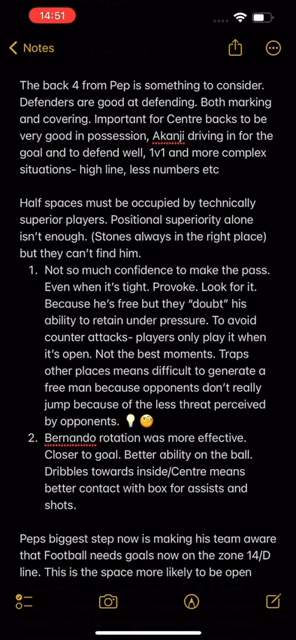 14:51
Notes
The back 4 from Pep is something to consider.
Defenders are good at defending. Both marking
and covering. Important for Centre backs to be
very good in possession, Akanji driving in for the
goal and to defend well, 1v1 and more complex
situations- high line, less numbers etc
Half spaces must be occupied by technically
superior players. Positional superiority alone
isn't enough. (Stones always in the right place)
but they can't find him.
1. Not so much confidence to make the pass.
Even when it's tight. Provoke. Look for it.
Because he's free but they "doubt" his
ability to retain under pressure. To avoid
counter attacks- players only play it when
it's open. Not the best moments. Traps
other places means difficult to generate a
free man because opponents don't really
jump because of the less threat perceived
by opponents. 💡🧐
2. Bernando rotation was more effective.
Closer to goal. Better ability on the ball.
Dribbles towards inside/Centre means
better contact with box for assists and
shots.
Peps biggest step now is making his team aware
that Football needs goals now on the zone 14/D
line. This is the space more likely to be open